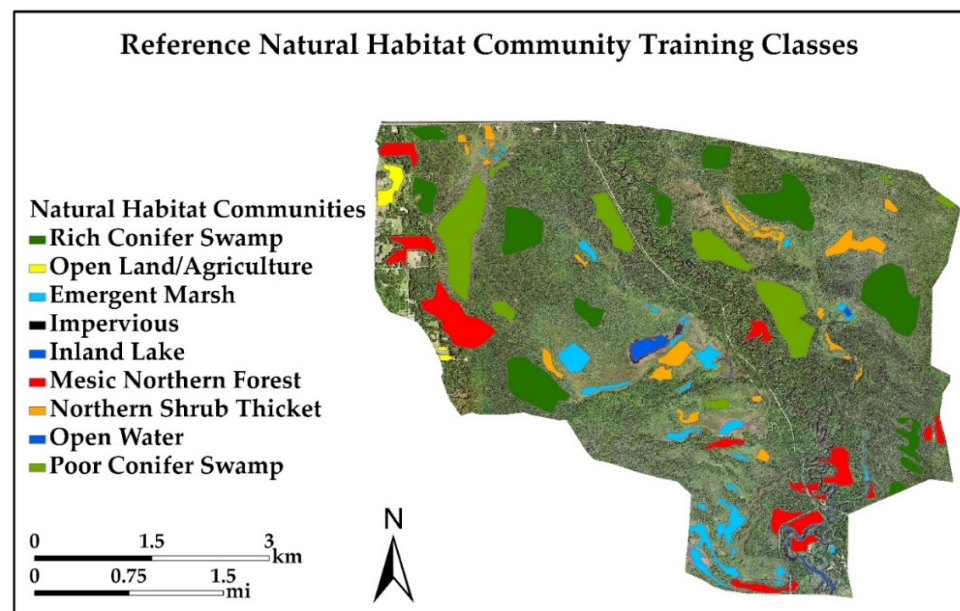 Reference Natural Habitat Community Training Classes
Natural Habitat Communities
Rich Conifer Swamp
Open Land/Agriculture
Emergent Marsh
Impervious
Inland Lake
Mesic Northern Forest
Northern Shrub Thicket
Open Water
Poor Conifer Swamp
0 1.5 3
km
0 0.75 1.5
mi
N